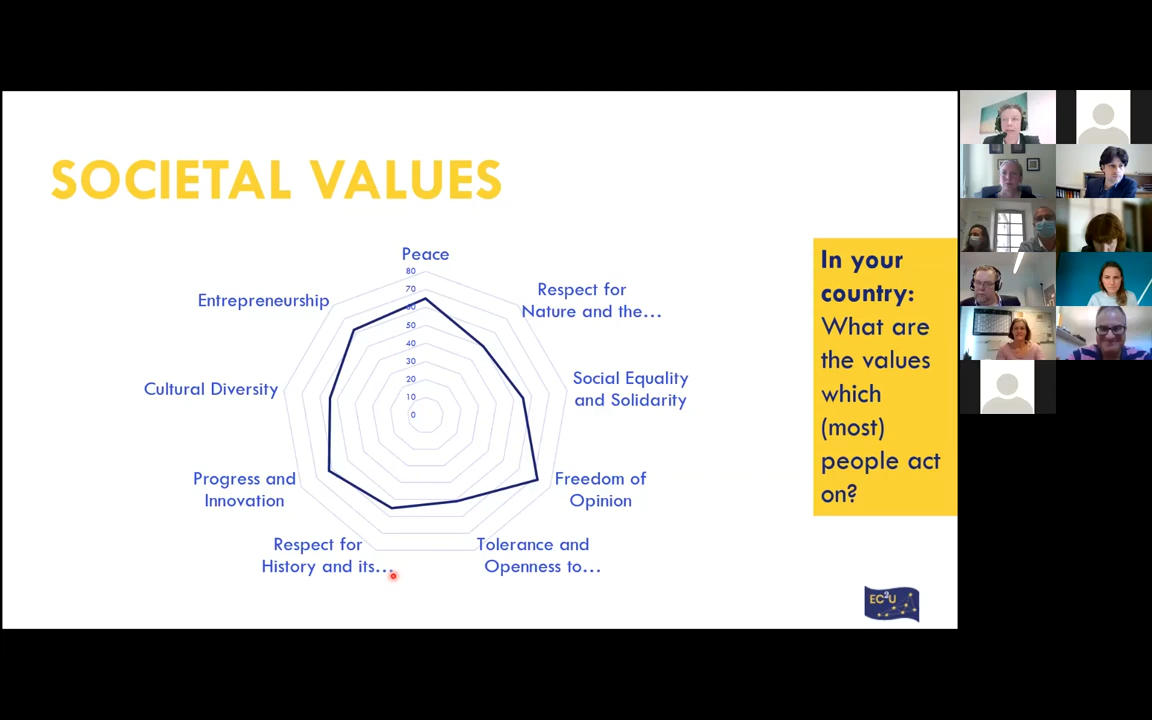 SOCIETAL VALUES
Peace
80
70
60
50
40
30
20
10
0
Respect for
Nature and the…
Social Equality
and Solidarity
Freedom of
Opinion
Tolerance and
Openness to…
Respect for
History and its…
Progress and
Innovation
Cultural Diversity
Entrepreneurship
In your
country:
What are
the values
which
(most)
people act
on?
EC2U